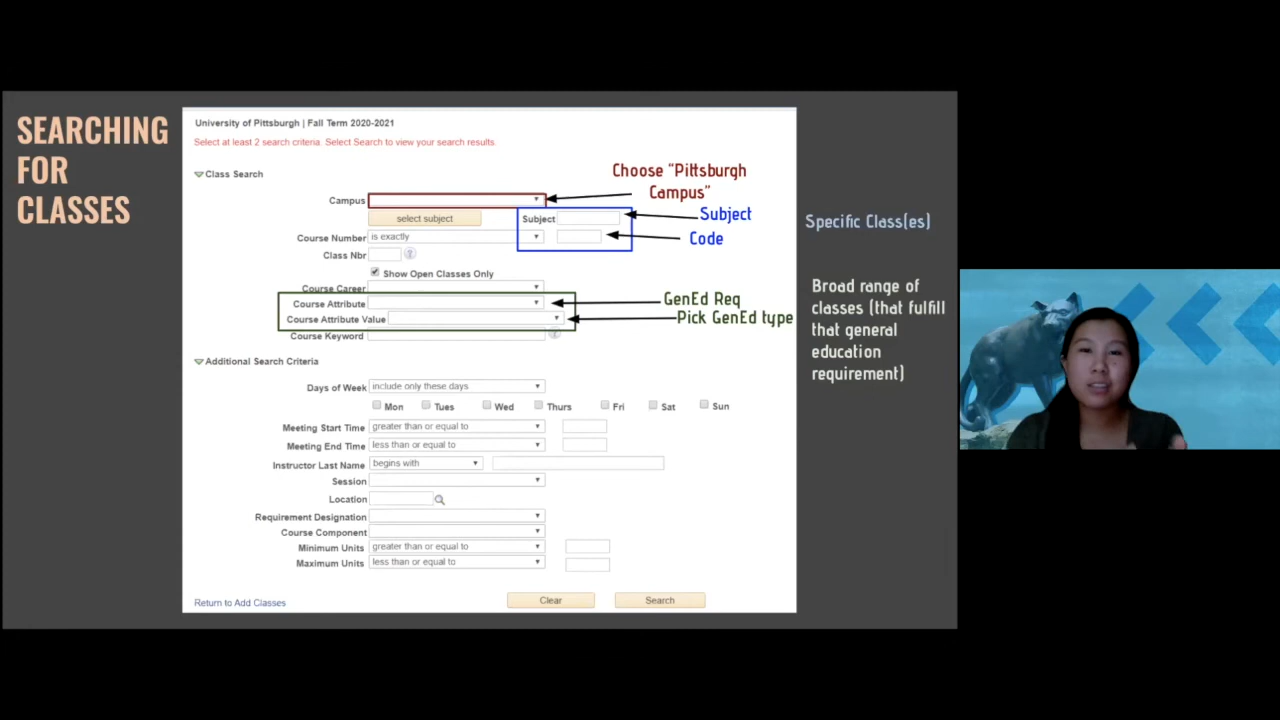 SEARCHING
FOR
CLASSES
University of Pittsburgh | Fall Term 2020-2021
Select at least 2 search criteria. Select Search to view your search results.
Class Search
Choose "Pittsburgh
Campus"
Campus
select subject
Subject
Subject
Course Number
is exactly
Code
Class Nbr
Show Open Classes Only
Course Career
Course Attribute
GenEd Req
Course Attribute Value
Pick GenEd type
Course Keyword
Specific Class(es)
Broad range of
classes (that fulfill
that general
education
requirement)
Additional Search Criteria
Days of Week
include only these days
Mon Tues Wed Thurs Fri Sat Sun
Meeting Start Time
greater than or equal to
Meeting End Time
less than or equal to
Instructor Last Name
begins with
Session
Location
Requirement Designation
Course Component
Minimum Units
greater than or equal to
Maximum Units
less than or equal to
Return to Add Classes
Clear
Search